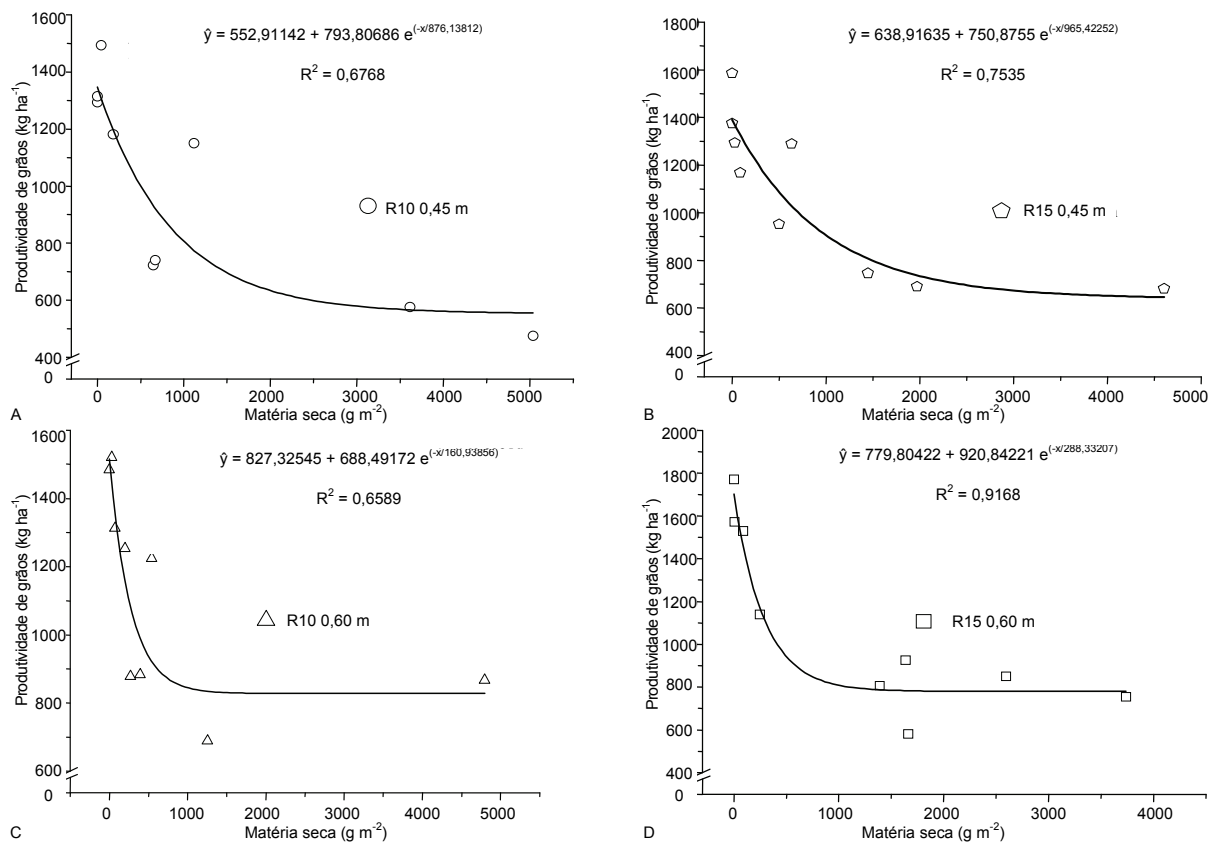 1600
1400
1200
1000
800
600
400
0
Produtividade de grãos (kg ha-1)
ŷ = 552,91142 + 793,80686 e(-x/876,13812)
R2 = 0,6768
R10 0,45 m
0 1000 2000 3000 4000 5000
A
Matéria seca (g m-2)
1800
1600
1400
1200
1000
800
600
400
0
Produtividade de grãos (kg ha-1)
ŷ = 638,91635 + 750,8755 e(-x/965,42252)
R2 = 0,7535
R15 0,45 m
0 1000 2000 3000 4000 5000
B
Matéria seca (g m-2)
1600
1400
1200
1000
800
600
0
Produtividade de grãos (kg ha-1)
ŷ = 827,32545 + 688,49172 e(-x/160,93856)
R2 = 0,6589
R10 0,60 m
0 1000 2000 3000 4000 5000
C
Matéria seca (g m-2)
2000
1800
1600
1400
1200
1000
800
600
400
0
Produtividade de grãos (kg ha-1)
ŷ = 779,80422 + 920,84221 e(-x/288,33207)
R2 = 0,9168
R15 0,60 m
0 1000 2000 3000 4000
D
Matéria seca (g m-2)